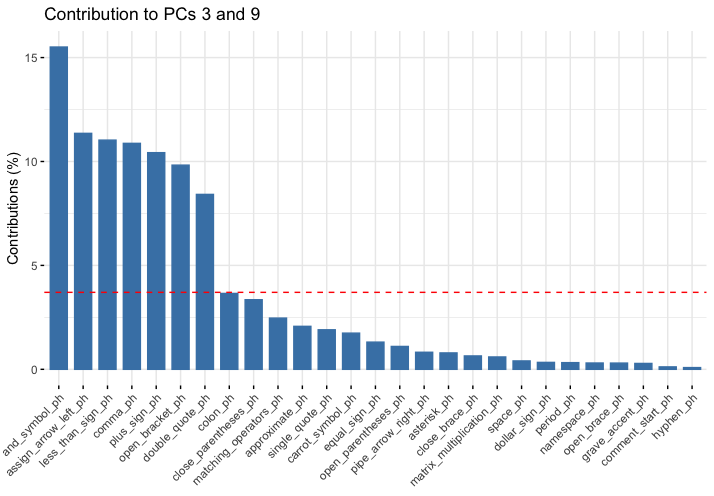 Contribution to PCs 3 and 9
Contributions (%)
15
10
5
0
and_symbol_ph
assign_arrow_left_ph
less_than_sign_ph
comma_ph
plus_sign_ph
open_bracket_ph
double_quote_ph
colon_ph
close_parentheses_ph
matching_operators_ph
approximate_ph
single_quote_ph
carrot_symbol_ph
equal_sign_ph
open_parentheses_ph
pipe_arrow_right_ph
asterisk_ph
close_brace_ph
matrix_multiplication_ph
space_ph
dollar_sign_ph
period_ph
namespace_ph
open_brace_ph
grave_accent_ph
comment_start_ph
hyphen_ph